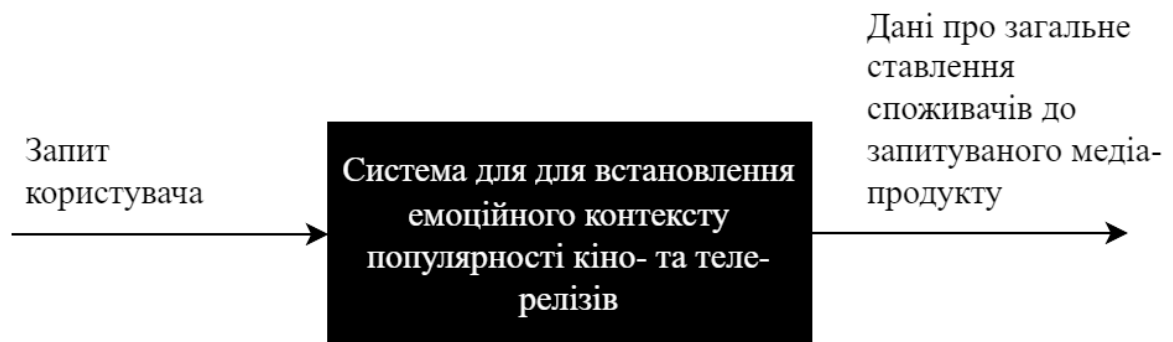 Запит
користувача
Система для для встановлення
емоційного контексту
популярності кіно- та теле-
релізів
Дані про загальне
ставлення
споживачів до
запитуваного медіа-
продукту